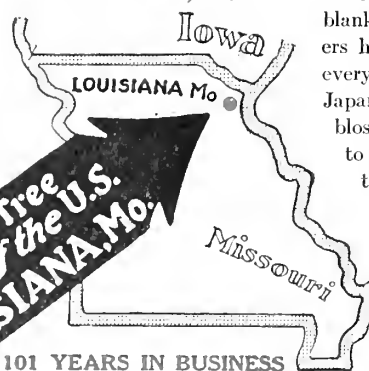 Iowa
LOUISIANA Mo
Tree
the U.S.
SIANA, Mo.
Missouri
101 YEARS IN BUSINESS
blank
ers h
every
Japan
blos
to
t